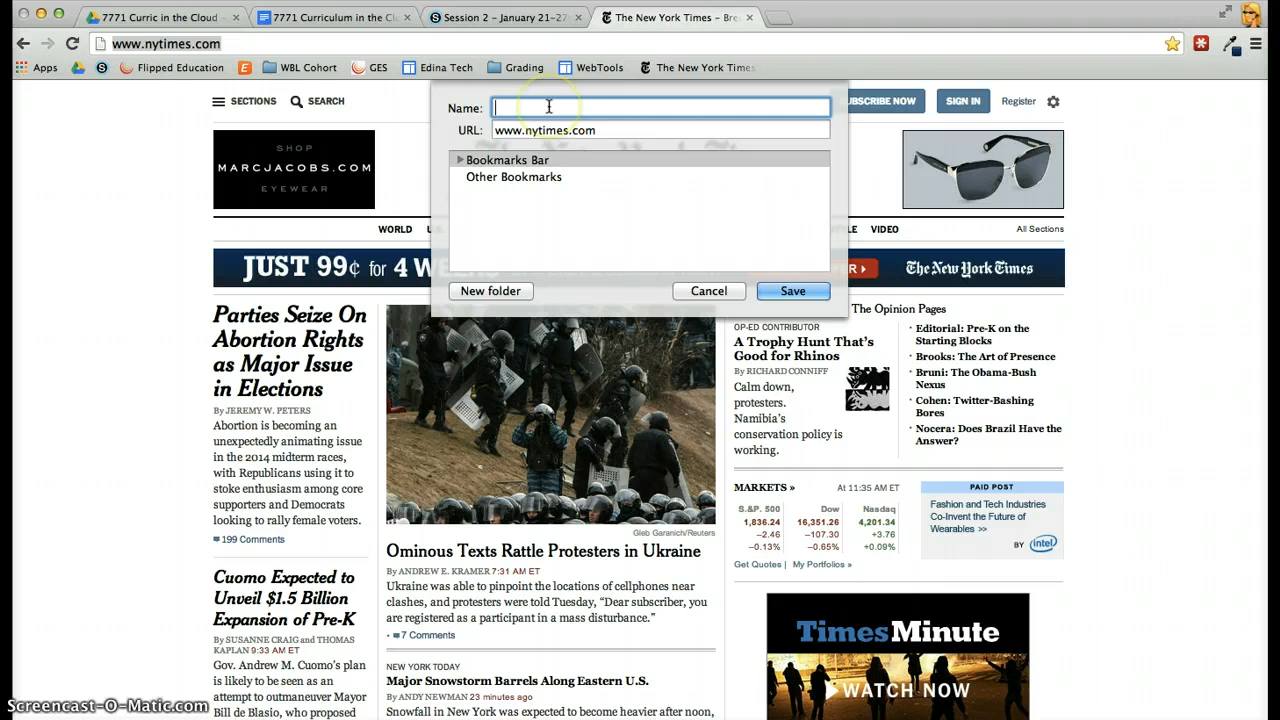 7771 Curric in the Cloud -
7771 Curriculum in the Cl
Session 2 - January 21–27
The New York Times - Bre
www.nytimes.com
Apps
Flipped Education
WBL Cohort
GES
Edina Tech
Grading
WebTools
The New York Times
SECTIONS
SEARCH
UBSCRIBE NOW
SIGN IN
Register
Name:
URL: www.nytimes.com
Bookmarks Bar
Other Bookmarks
New folder
Cancel
Save
SHOP
MARCJACOBS.COM
EYEWEAR
WORLD
U.
LE
VIDEO
All Sections
JUST 99¢ for 4 WEEKS
R
The New York Times
Parties Seize On
Abortion Rights
as Major Issue
in Elections
By JEREMY W. PETERS
Abortion is becoming an
unexpectedly animating issue
in the 2014 midterm races,
with Republicans using it to
stoke enthusiasm among core
supporters and Democrats
looking to rally female voters.
199 Comments
Cuomo Expected to
Unveil $1.5 Billion
Expansion of Pre-K
By SUSANNE CRAIG and THOMAS
KAPLAN 9:33 AM ET
Gov. Andrew M. Cuomo's plan
is likely to be seen as an
attempt to outmaneuver Mayor
Bill de Blasio, who proposed
Gleb Garanich/Reuters
Ominous Texts Rattle Protesters in Ukraine
By ANDREW E. KRAMER 7:31 AM ET
Ukraine was able to pinpoint the locations of cellphones near
clashes, and protesters were told Tuesday, “Dear subscriber, you
are registered as a participant in a mass disturbance.”
7 Comments
NEW YORK TODAY
Major Snowstorm Barrels Along Eastern U.S.
By ANDY NEWMAN 23 minutes ago
Snowfall in New York was expected to become heavier after noon,
The Opinion Pages
OP-ED CONTRIBUTOR
A Trophy Hunt That's
Good for Rhinos
By RICHARD CONNIFF
Calm down,
protesters.
Namibia's
conservation policy is
working.
Editorial: Pre-K on the
Starting Blocks
Brooks: The Art of Presence
Bruni: The Obama-Bush
Nexus
Cohen: Twitter-Bashing
Bores
Nocera: Does Brazil Have the
Answer?
MARKETS »
At 11:35 AM ET
S.&P. 500 Dow Nasdaq
1,836.24 16,351.26 4,201.34
–2.46 –107.30 +3.76
–0.13% –0.65% +0.09%
Get Quotes | My Portfolios »
PAID POST
Fashion and Tech Industries
Co-Invent the Future of
Wearables >>
BY intel
TimesMinute
WATCH NOW
Screencast-O-Matic.com